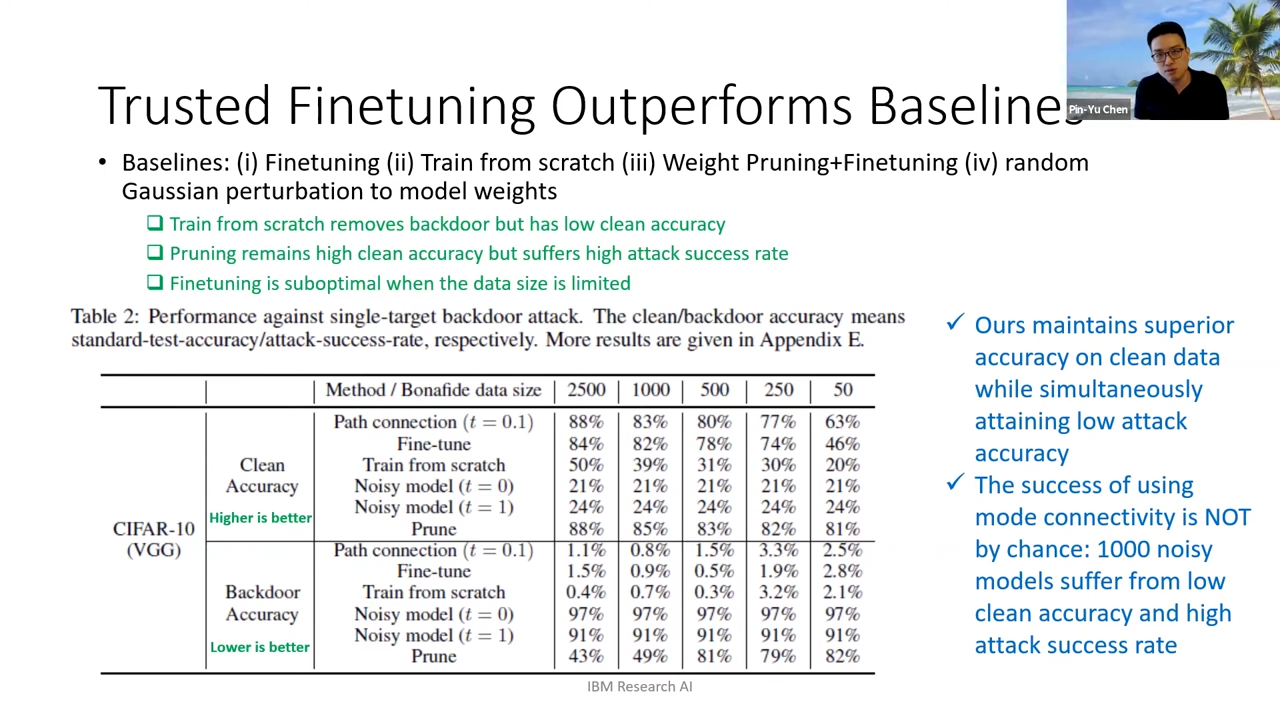 Trusted Finetuning Outperforms Baselines
Pin-Yu Chen
• Baselines: (i) Finetuning (ii) Train from scratch (iii) Weight Pruning+Finetuning (iv) random
Gaussian perturbation to model weights
❑ Train from scratch removes backdoor but has low clean accuracy
❑ Pruning remains high clean accuracy but suffers high attack success rate
❑ Finetuning is suboptimal when the data size is limited
Table 2: Performance against single-target backdoor attack. The clean/backdoor accuracy means
standard-test-accuracy/attack-success-rate, respectively. More results are given in Appendix E.
Method / Bonafide data size 2500 1000 500 250 50
CIFAR-10
(VGG)
Clean
Accuracy
Higher is better
Path connection (t = 0.1) 88% 83% 80% 77% 63%
Fine-tune 84% 82% 78% 74% 46%
Train from scratch 50% 39% 31% 30% 20%
Noisy model (t = 0) 21% 21% 21% 21% 21%
Noisy model (t = 1) 24% 24% 24% 24% 24%
Prune 88% 85% 83% 82% 81%
Backdoor
Accuracy
Lower is better
Path connection (t = 0.1) 1.1% 0.8% 1.5% 3.3% 2.5%
Fine-tune 1.5% 0.9% 0.5% 1.9% 2.8%
Train from scratch 0.4% 0.7% 0.3% 3.2% 2.1%
Noisy model (t = 0) 97% 97% 97% 97% 97%
Noisy model (t = 1) 91% 91% 91% 91% 91%
Prune 43% 49% 81% 79% 82%
✓ Ours maintains superior
accuracy on clean data
while simultaneously
attaining low attack
accuracy
✓ The success of using
mode connectivity is NOT
by chance: 1000 noisy
models suffer from low
clean accuracy and high
attack success rate
IBM Research AI